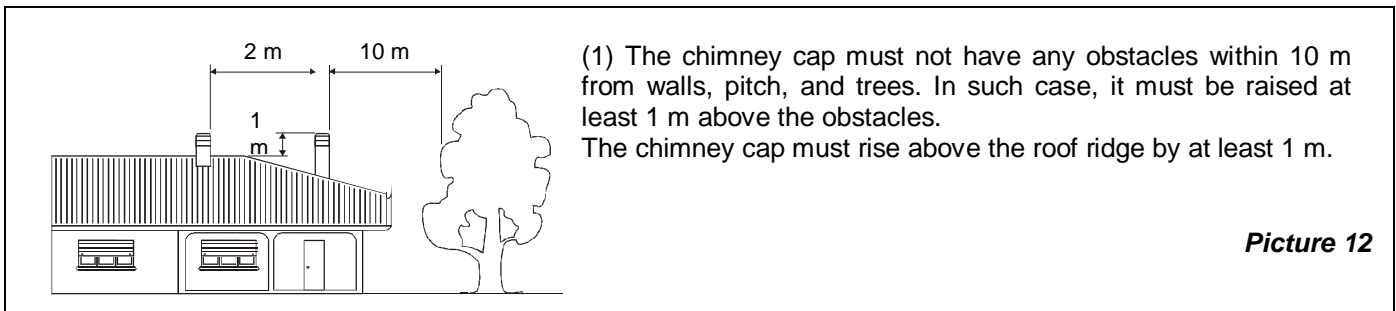 2 m
10 m
1
m
(1) The chimney cap must not have any obstacles within 10 m
from walls, pitch, and trees. In such case, it must be raised at
least 1 m above the obstacles.
The chimney cap must rise above the roof ridge by at least 1 m.
Picture 12